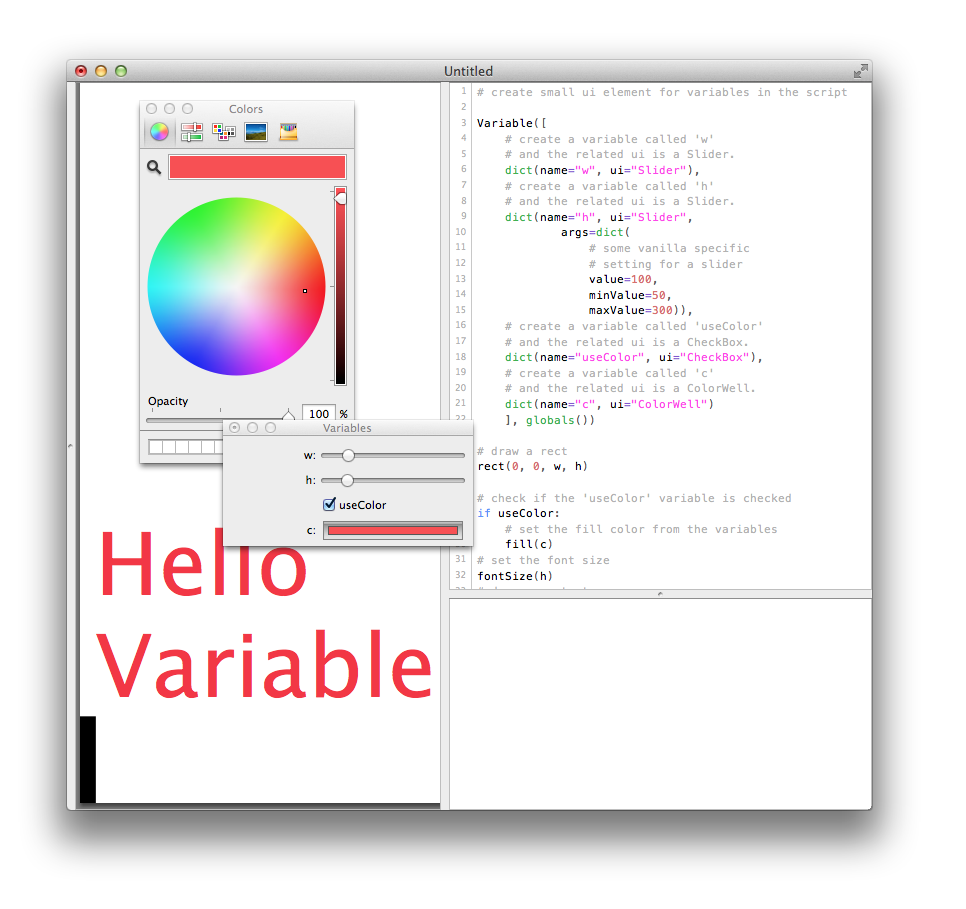 Untitled
Colors
Opacity
100 %
Variables
w:
h:
useColor
c:
Hello
Variable
1 # create small ui element for variables in the script
2
3 Variable([
4     # create a variable called 'w'
5     # and the related ui is a Slider.
6     dict(name="w", ui="Slider"),
7     # create a variable called 'h'
8     # and the related ui is a Slider.
9     dict(name="h", ui="Slider",
10             args=dict(
11                 # some vanilla specific
12                 # setting for a slider
13                 value=100,
14                 minValue=50,
15                 maxValue=300)),
16     # create a variable called 'useColor'
17     # and the related ui is a CheckBox.
18     dict(name="useColor", ui="CheckBox"),
19     # create a variable called 'c'
20     # and the related ui is a ColorWell.
21     dict(name="c", ui="ColorWell")
    ], globals())
# draw a rect
rect(0, 0, w, h)
# check if the 'useColor' variable is checked
if useColor:
    # set the fill color from the variables
    fill(c)
31 # set the font size
32 fontSize(h)